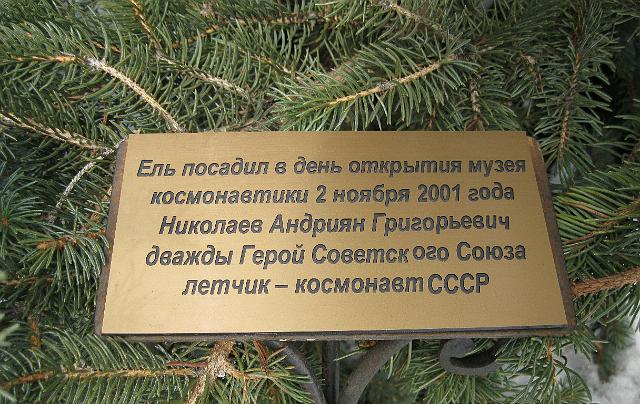 Ель посадил в день открытия музея
космонавтики 2 ноября 2001 года
Николаев Андриян Григорьевич
дважды Герой Советского Союза
летчик – космонавт СССР